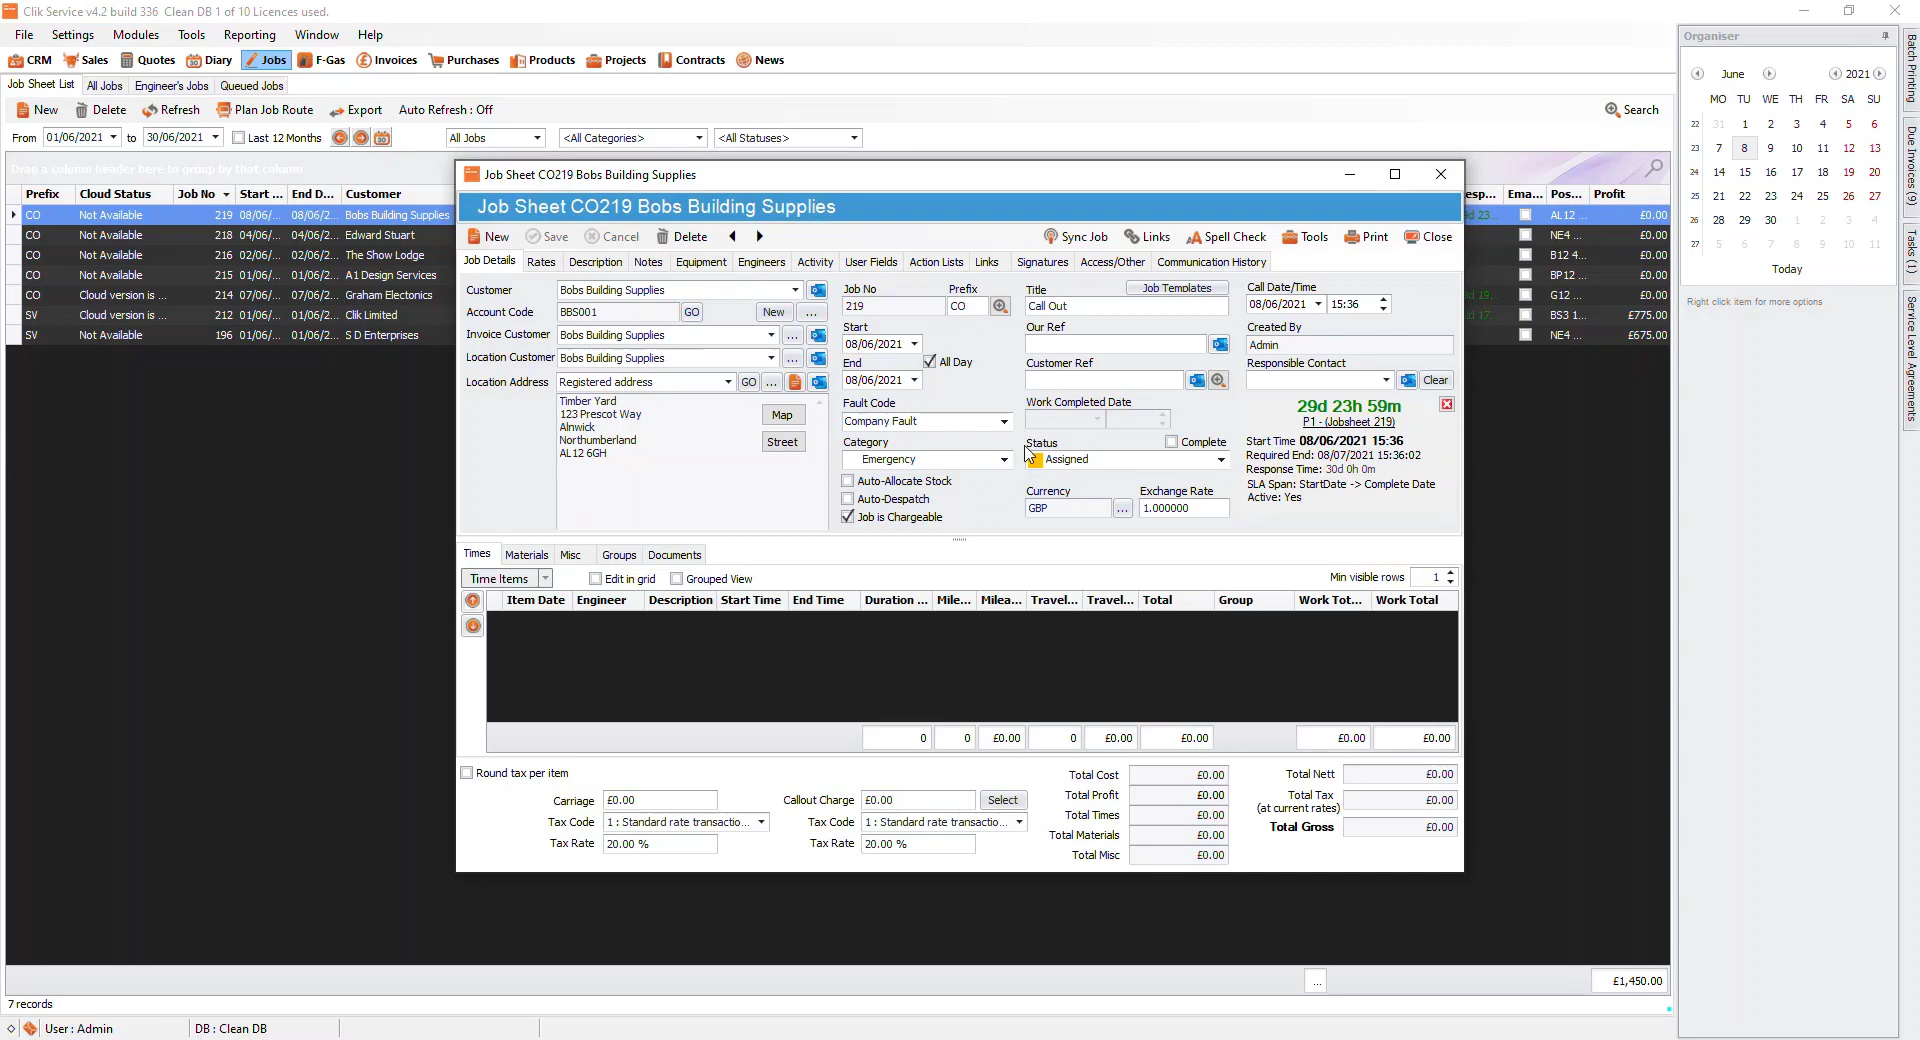 Clik Service v4.2 build 336 Clean DB 1 of 10 Licences used.
File Settings Modules Tools Reporting Window Help
CRM Sales Quotes Diary Jobs F-Gas Invoices Purchases Products Projects Contracts News
Job Sheet List All Jobs Engineer's Jobs Queued Jobs
New Delete Refresh Plan Job Route Export Auto Refresh : Off Search
From 01/06/2021 to 30/06/2021 Last 12 Months All Jobs <All Categories> <All Statuses>
Drag a column header here to group by that column
Prefix Cloud Status Job No Start ... End D... Customer Ema... Pos... Profit
CO Not Available 219 08/06/... 08/06/2... Bobs Building Supplies AL12 ... £0.00
CO Not Available 218 04/06/... 04/06/2... Edward Stuart NE4 ... £0.00
CO Not Available 216 02/06/... 02/06/2... The Show Lodge B12 4... £0.00
CO Not Available 215 01/06/... 01/06/2... A1 Design Services BP12 ... £0.00
CO Cloud version is ... 214 07/06/... 07/06/2... Graham Electonics G12 ... £0.00
SV Cloud version is ... 212 01/06/... 01/06/2... Clik Limited BS3 1... £775.00
SV Not Available 196 01/06/... 01/06/2... S D Enterprises NE4 ... £675.00
Job Sheet CO219 Bobs Building Supplies
Job Sheet CO219 Bobs Building Supplies
New Save Cancel Delete Sync Job Links Spell Check Tools Print Close
Job Details Rates Description Notes Equipment Engineers Activity User Fields Action Lists Links Signatures Access/Other Communication History
Customer Bobs Building Supplies
Account Code BBS001 GO New ...
Invoice Customer Bobs Building Supplies ...
Location Customer Bobs Building Supplies ...
Location Address Registered address GO ...
Timber Yard
123 Prescot Way
Alnwick
Northumberland
AL12 6GH
Map
Street
Job No Prefix
219 CO
Start
08/06/2021
End All Day
08/06/2021
Fault Code
Company Fault
Category
Emergency
Auto-Allocate Stock
Auto-Despatch
Job is Chargeable
Title Job Templates
Call Out
Our Ref
Customer Ref
Work Completed Date
Status Complete
Assigned
Currency Exchange Rate
GBP ... 1.000000
Call Date/Time
08/06/2021 15:36
Created By
Admin
Responsible Contact
Clear
29d 23h 59m
P1 - (Jobsheet 219)
Start Time 08/06/2021 15:36
Required End: 08/07/2021 15:36:02
Response Time: 30d 0h 0m
SLA Span: StartDate -> Complete Date
Active: Yes
Times Materials Misc Groups Documents
Time Items Edit in grid Grouped View Min visible rows 1
Item Date Engineer Description Start Time End Time Duration ... Mile... Milea... Travel... Travel... Total Group Work Tot... Work Total
0 0 £0.00 0 £0.00 £0.00 £0.00 £0.00
Round tax per item
Carriage £0.00
Tax Code 1 : Standard rate transactio...
Tax Rate 20.00 %
Callout Charge £0.00 Select
Tax Code 1 : Standard rate transactio...
Tax Rate 20.00 %
Total Cost £0.00
Total Profit £0.00
Total Times £0.00
Total Materials £0.00
Total Misc £0.00
Total Nett £0.00
Total Tax £0.00
(at current rates)
Total Gross £0.00
... £1,450.00
7 records
User : Admin DB : Clean DB
Organiser
June 2021
MO TU WE TH FR SA SU
22 31 1 2 3 4 5 6
23 7 8 9 10 11 12 13
24 14 15 16 17 18 19 20
25 21 22 23 24 25 26 27
26 28 29 30 1 2 3 4
27 5 6 7 8 9 10 11
Today
Right click item for more options
Batch Printing
Due Invoices (9)
Tasks (1)
Service Level Agreements